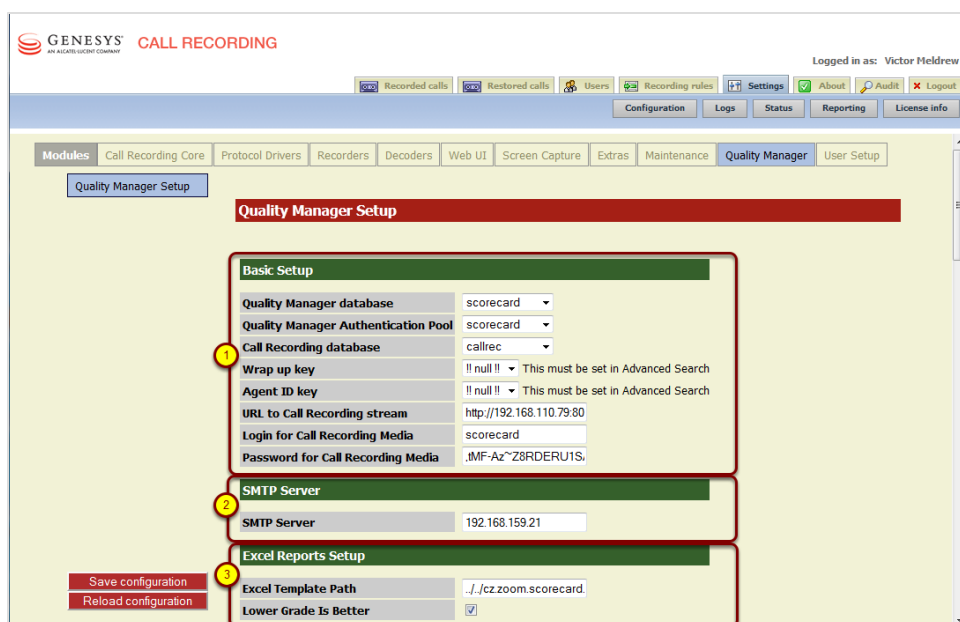 GENESYS CALL RECORDING
AN ALCATEL-LUCENT COMPANY
Logged in as: Victor Meldrew
Recorded calls Restored calls Users Recording rules Settings About Audit Logout
Configuration Logs Status Reporting License info
Modules Call Recording Core Protocol Drivers Recorders Decoders Web UI Screen Capture Extras Maintenance Quality Manager User Setup
Quality Manager Setup
Quality Manager Setup
Basic Setup
Quality Manager database scorecard
Quality Manager Authentication Pool scorecard
1
Call Recording database callrec
Wrap up key !! null !! This must be set in Advanced Search
Agent ID key !! null !! This must be set in Advanced Search
URL to Call Recording stream http://192.168.110.79:80
Login for Call Recording Media scorecard
Password for Call Recording Media ,tMF-Az~Z8RDERU1S
SMTP Server
2
SMTP Server 192.168.159.21
Excel Reports Setup
3
Excel Template Path ../../cz.zoom.scorecard.
Lower Grade Is Better
Save configuration
Reload configuration